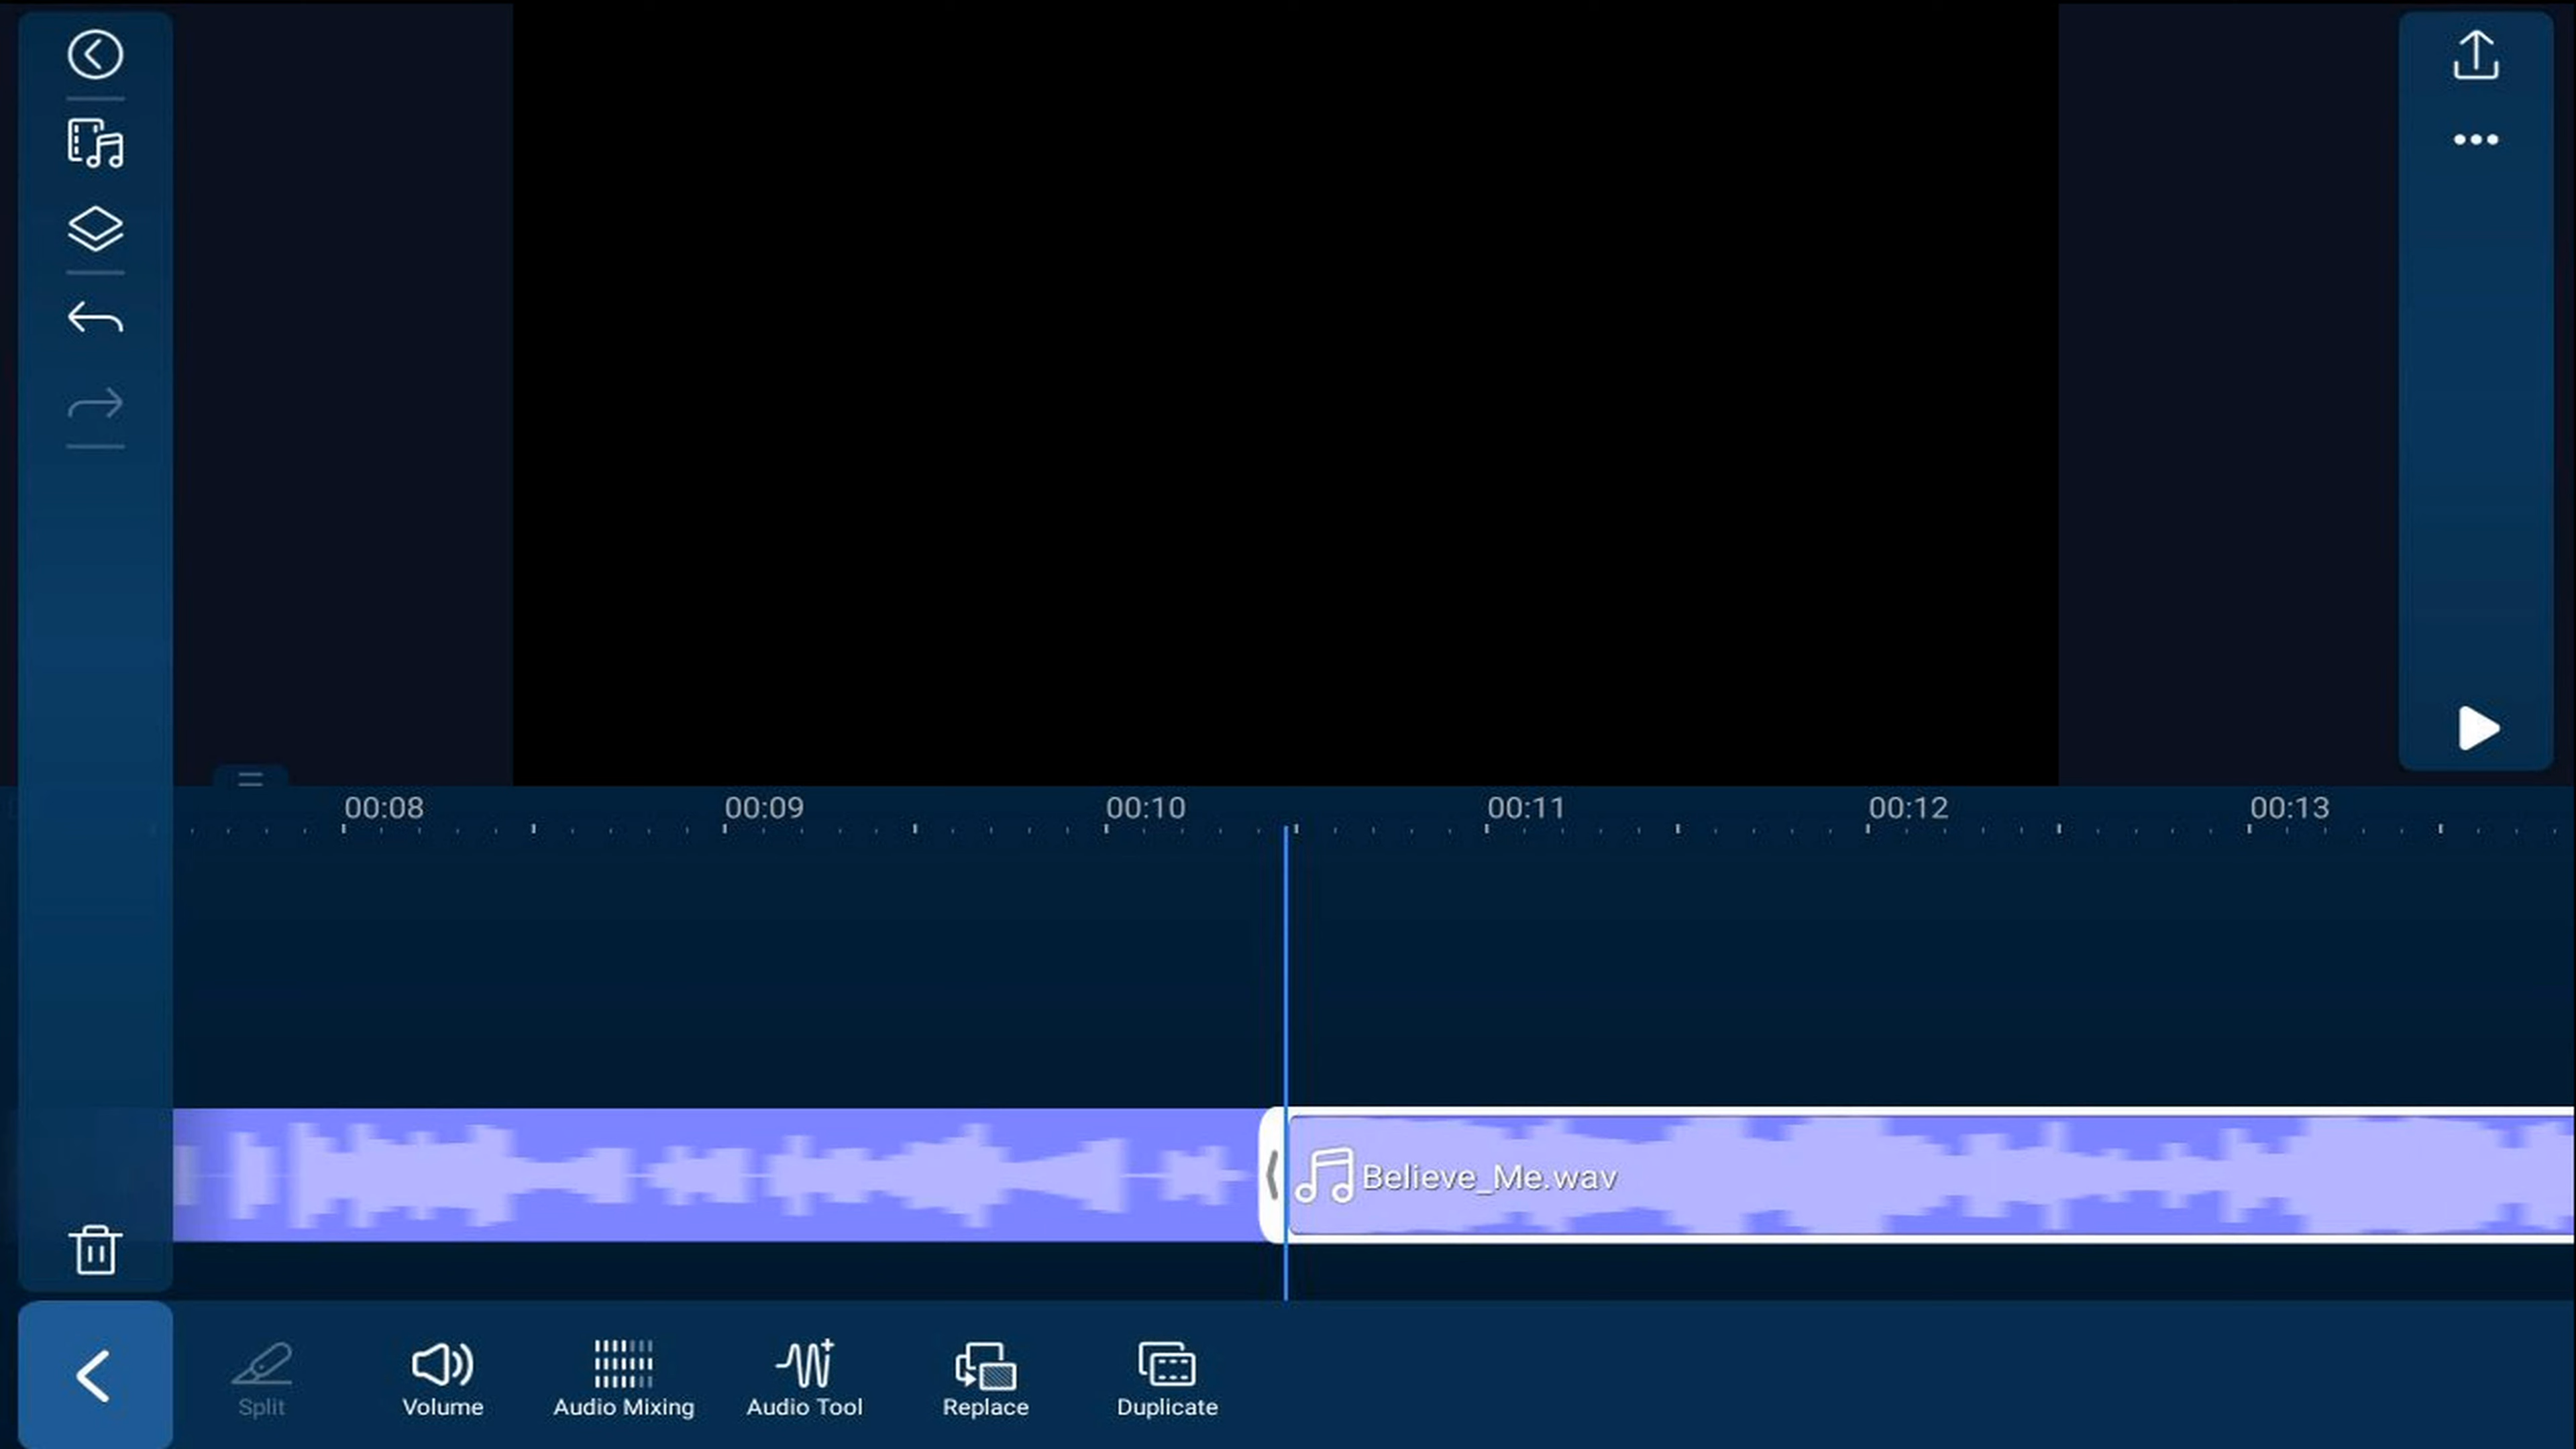 00:08 00:09 00:10 00:11 00:12 00:13
Believe_Me.wav
Split Volume Audio Mixing Audio Tool Replace Duplicate